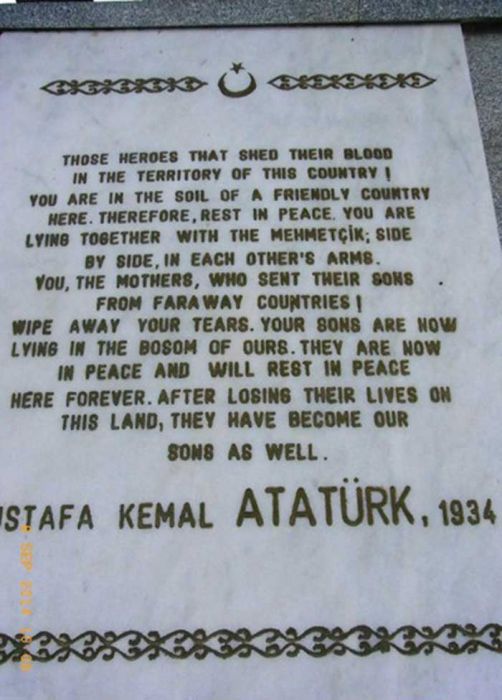 THOSE HEROES THAT SHED THEIR BLOOD
IN THE TERRITORY OF THIS COUNTRY!
YOU ARE IN THE SOIL OF A FRIENDLY COUNTRY
HERE. THEREFORE, REST IN PEACE. YOU ARE
LYING TOGETHER WITH THE MEHMETÇİK; SIDE
BY SIDE, IN EACH OTHER'S ARMS.
YOU, THE MOTHERS, WHO SENT THEIR SONS
FROM FARAWAY COUNTRIES!
WIPE AWAY YOUR TEARS. YOUR SONS ARE NOW
LYING IN THE BOSOM OF OURS. THEY ARE NOW
IN PEACE AND WILL REST IN PEACE
HERE FOREVER. AFTER LOSING THEIR LIVES ON
THIS LAND, THEY HAVE BECOME OUR
SONS AS WELL.
USTAFA KEMAL ATATÜRK, 1934
SEP